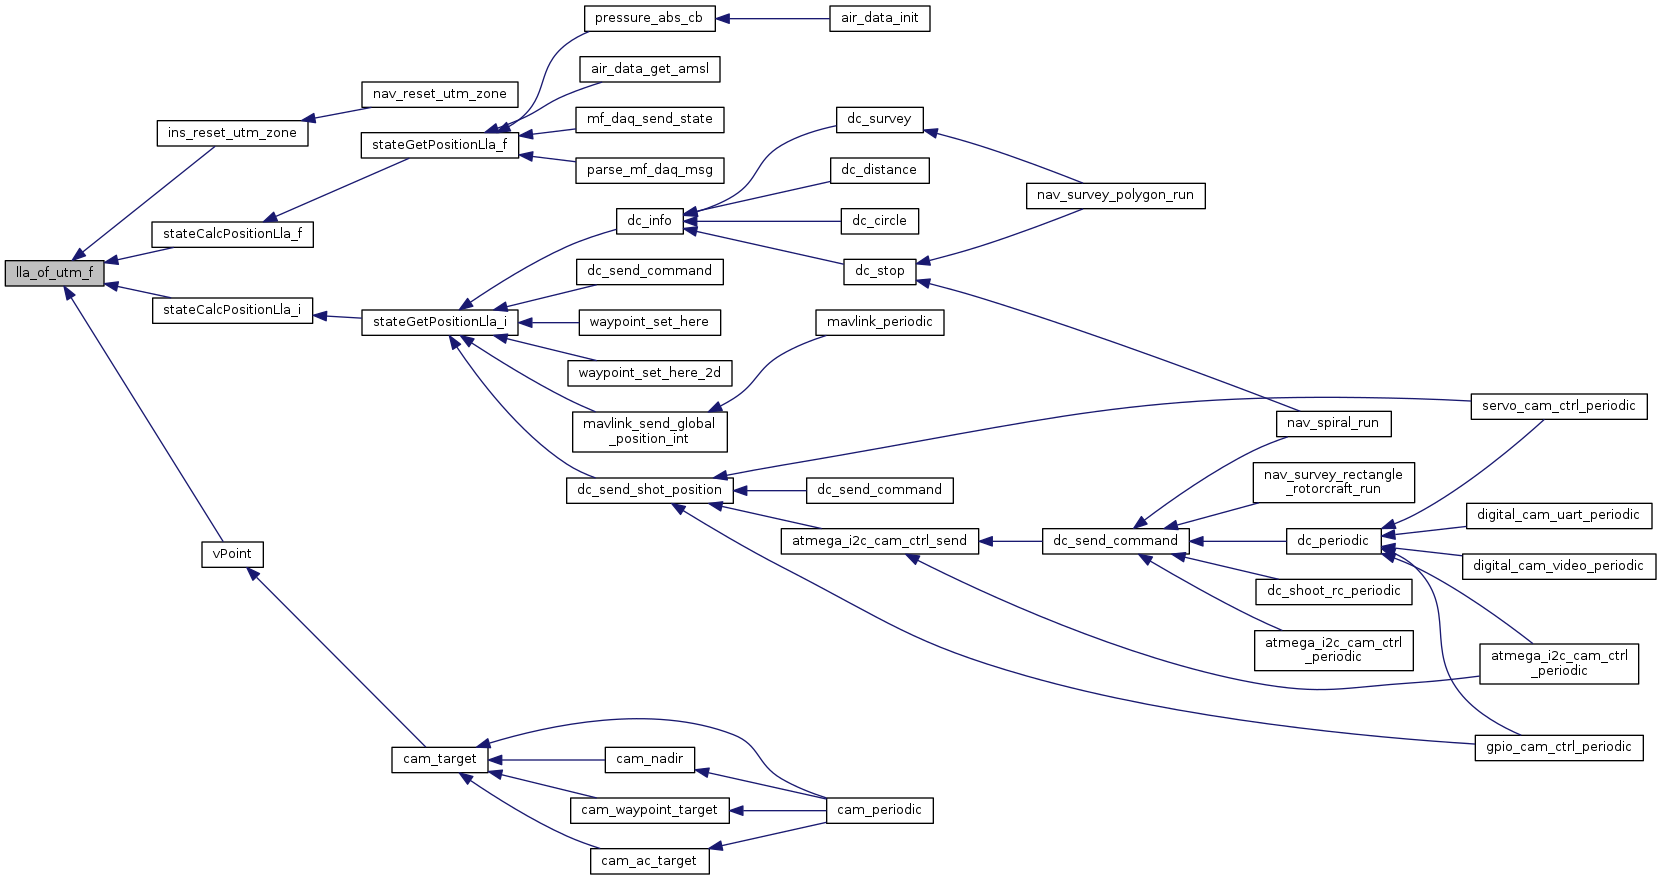 pressure_abs_cb
air_data_init
air_data_get_amsl
nav_reset_utm_zone
mf_daq_send_state
dc_survey
ins_reset_utm_zone
stateGetPositionLla_f
parse_mf_daq_msg
dc_distance
nav_survey_polygon_run
dc_info
dc_circle
stateCalcPositionLla_f
lla_of_utm_f
dc_send_command
dc_stop
stateCalcPositionLla_i
stateGetPositionLla_i
waypoint_set_here
mavlink_periodic
waypoint_set_here_2d
servo_cam_ctrl_periodic
mavlink_send_global
_position_int
nav_spiral_run
nav_survey_rectangle
_rotorcraft_run
dc_send_shot_position
dc_send_command
digital_cam_uart_periodic
atmega_i2c_cam_ctrl_send
dc_send_command
dc_periodic
vPoint
digital_cam_video_periodic
dc_shoot_rc_periodic
atmega_i2c_cam_ctrl
_periodic
atmega_i2c_cam_ctrl
_periodic
gpio_cam_ctrl_periodic
cam_target
cam_nadir
cam_waypoint_target
cam_periodic
cam_ac_target